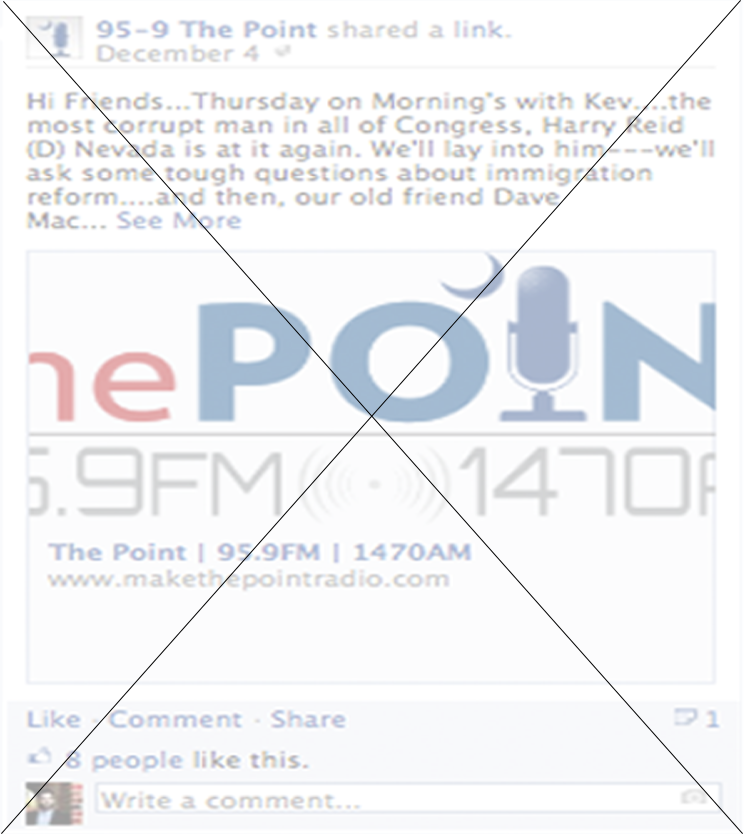 95-9 The Point shared a link.
December 4
Hi Friends...Thursday on Morning's with Kev....the
most corrupt man in all of Congress, Harry Reid
(D) Nevada is at it again. We'll lay into him---we'll
ask some tough questions about immigration
reform....and then, our old friend Dave
Mac... See More
hePOIN
5.9FM 1470A
The Point | 95.9FM | 1470AM
www.makethepointradio.com
Like · Comment · Share 1
8 people like this.
Write a comment...